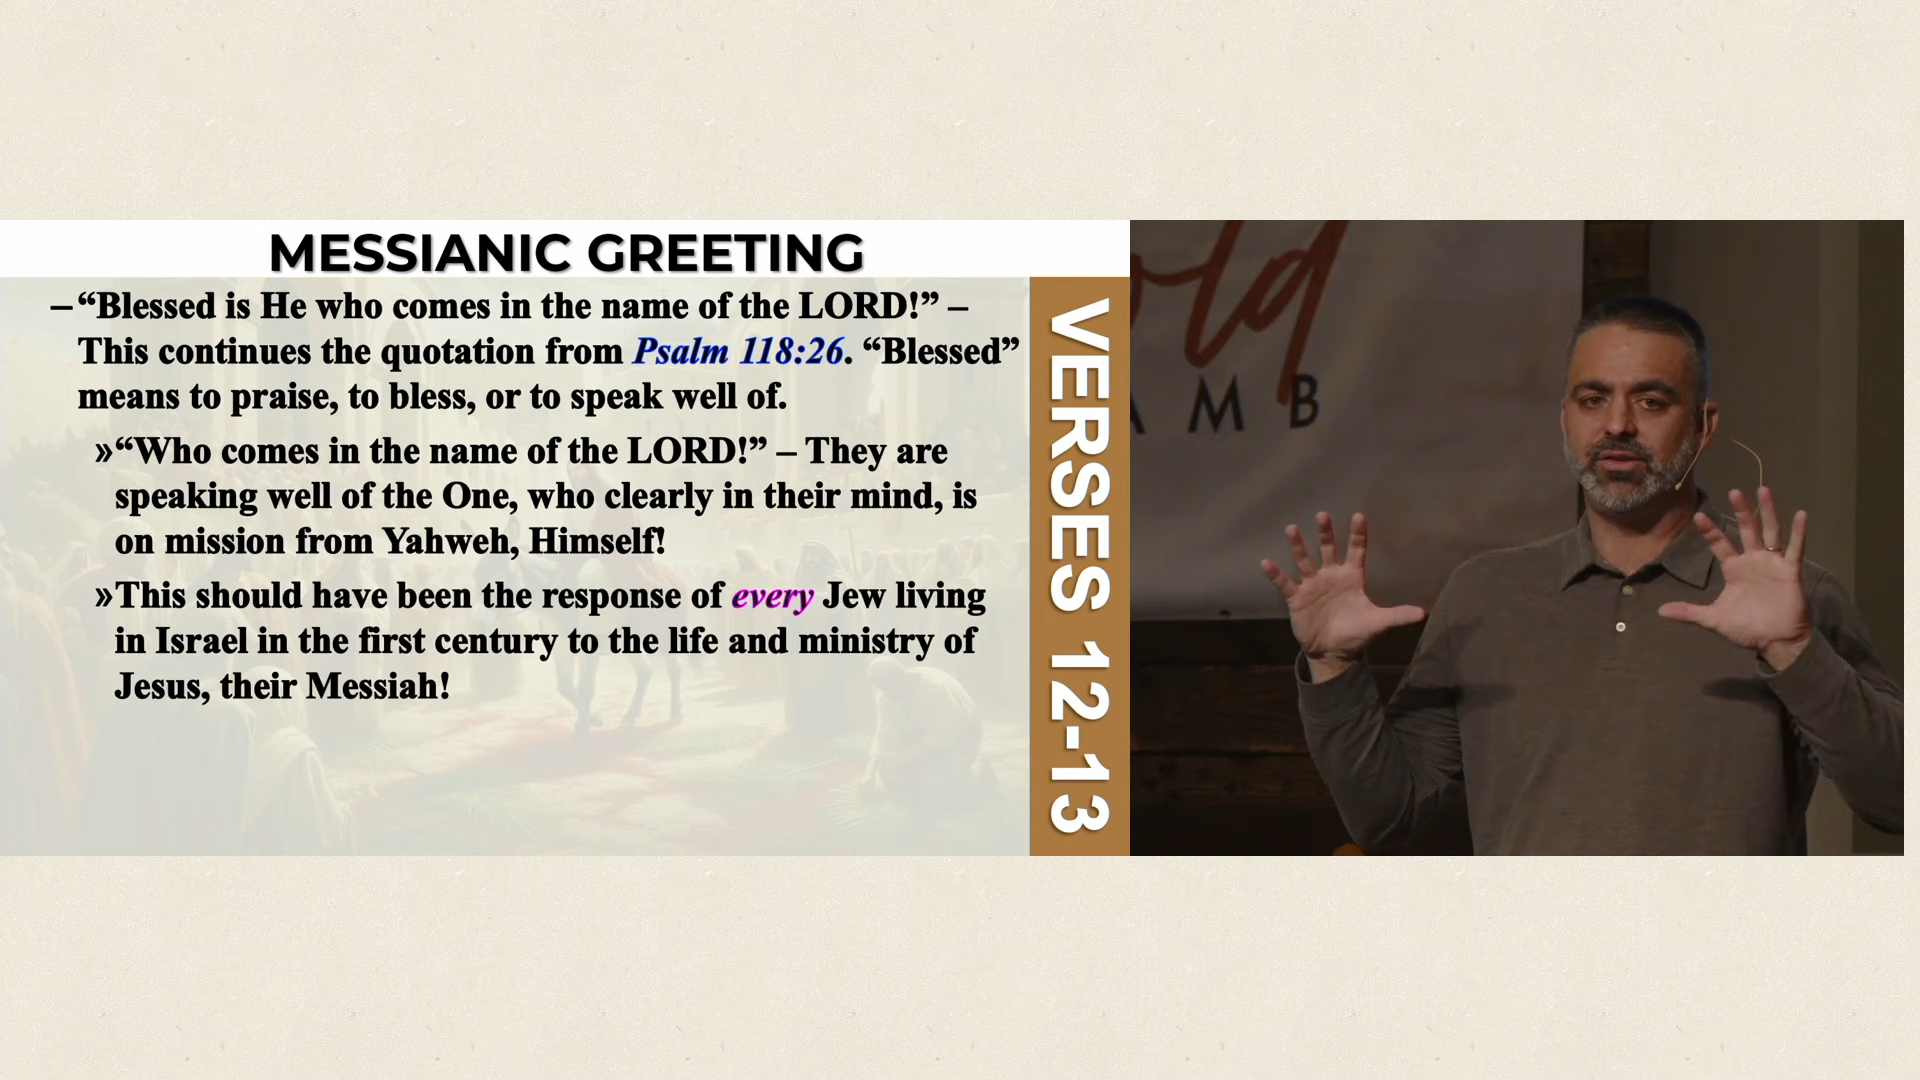 MESSIANIC GREETING
– “Blessed is He who comes in the name of the LORD!” –
This continues the quotation from Psalm 118:26. “Blessed”
means to praise, to bless, or to speak well of.
» “Who comes in the name of the LORD!” – They are
speaking well of the One, who clearly in their mind, is
on mission from Yahweh, Himself!
» This should have been the response of every Jew living
in Israel in the first century to the life and ministry of
Jesus, their Messiah!
VERSES 12-13